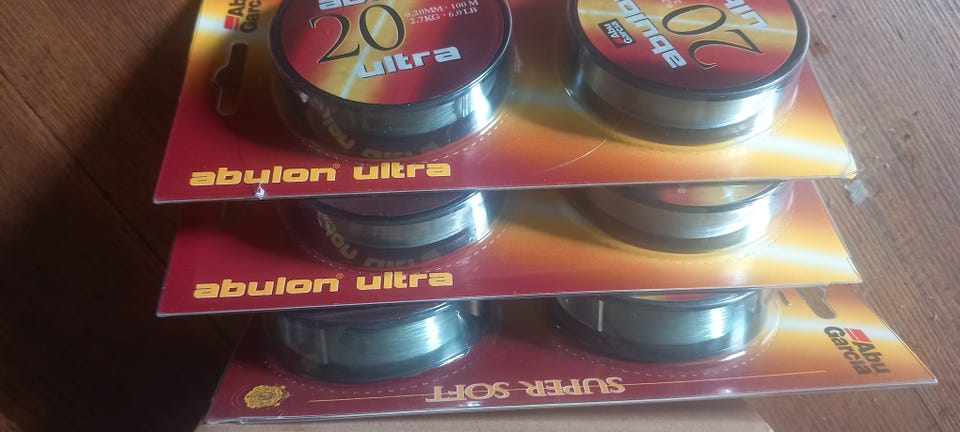 Abu
Garcia
abulon
20
0.20MM · 100 M
2.7KG · 6.0 LB
ultra
abulon
20
Abu
Garcia
abulon® ultra
abulon® ultra
SUPER SOFT
Abu
Garcia